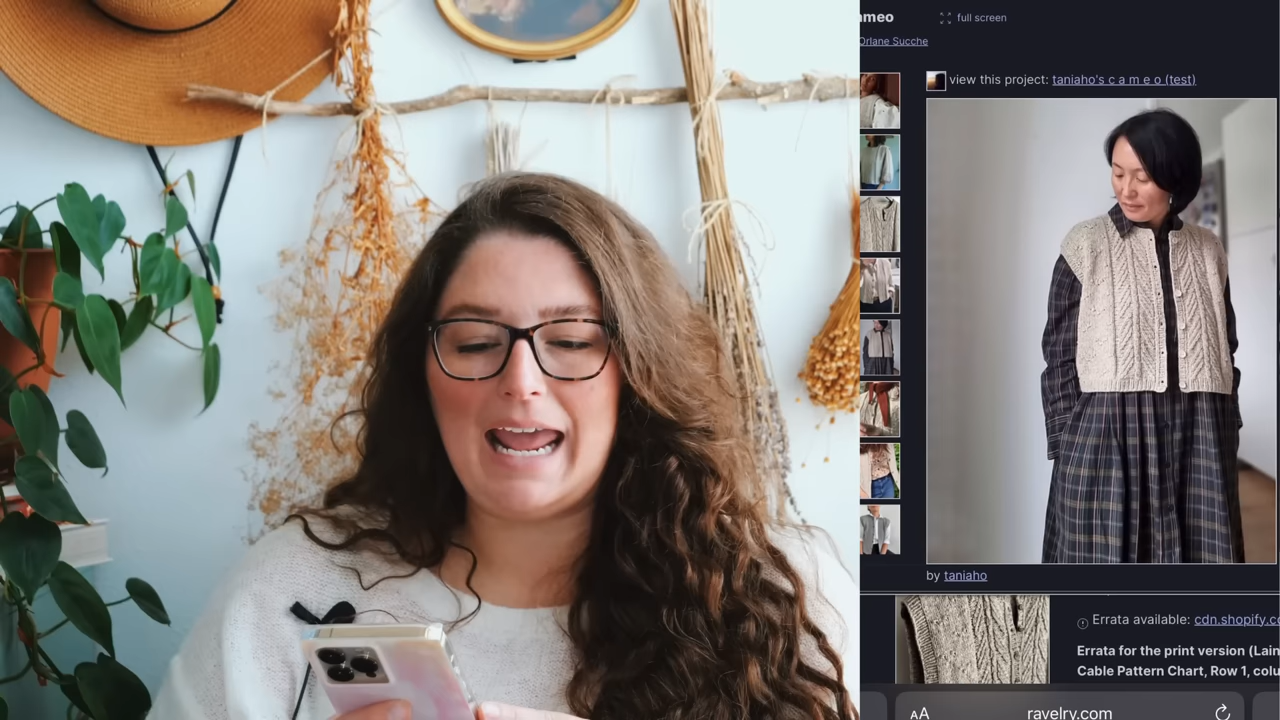 ameo
full screen
Orlane Sucche
view this project: taniaho's c a m e o (test)
by taniaho
Errata available: cdn.shopify.co
Errata for the print version (Lain
Cable Pattern Chart, Row 1, colu
AA
ravelry.com